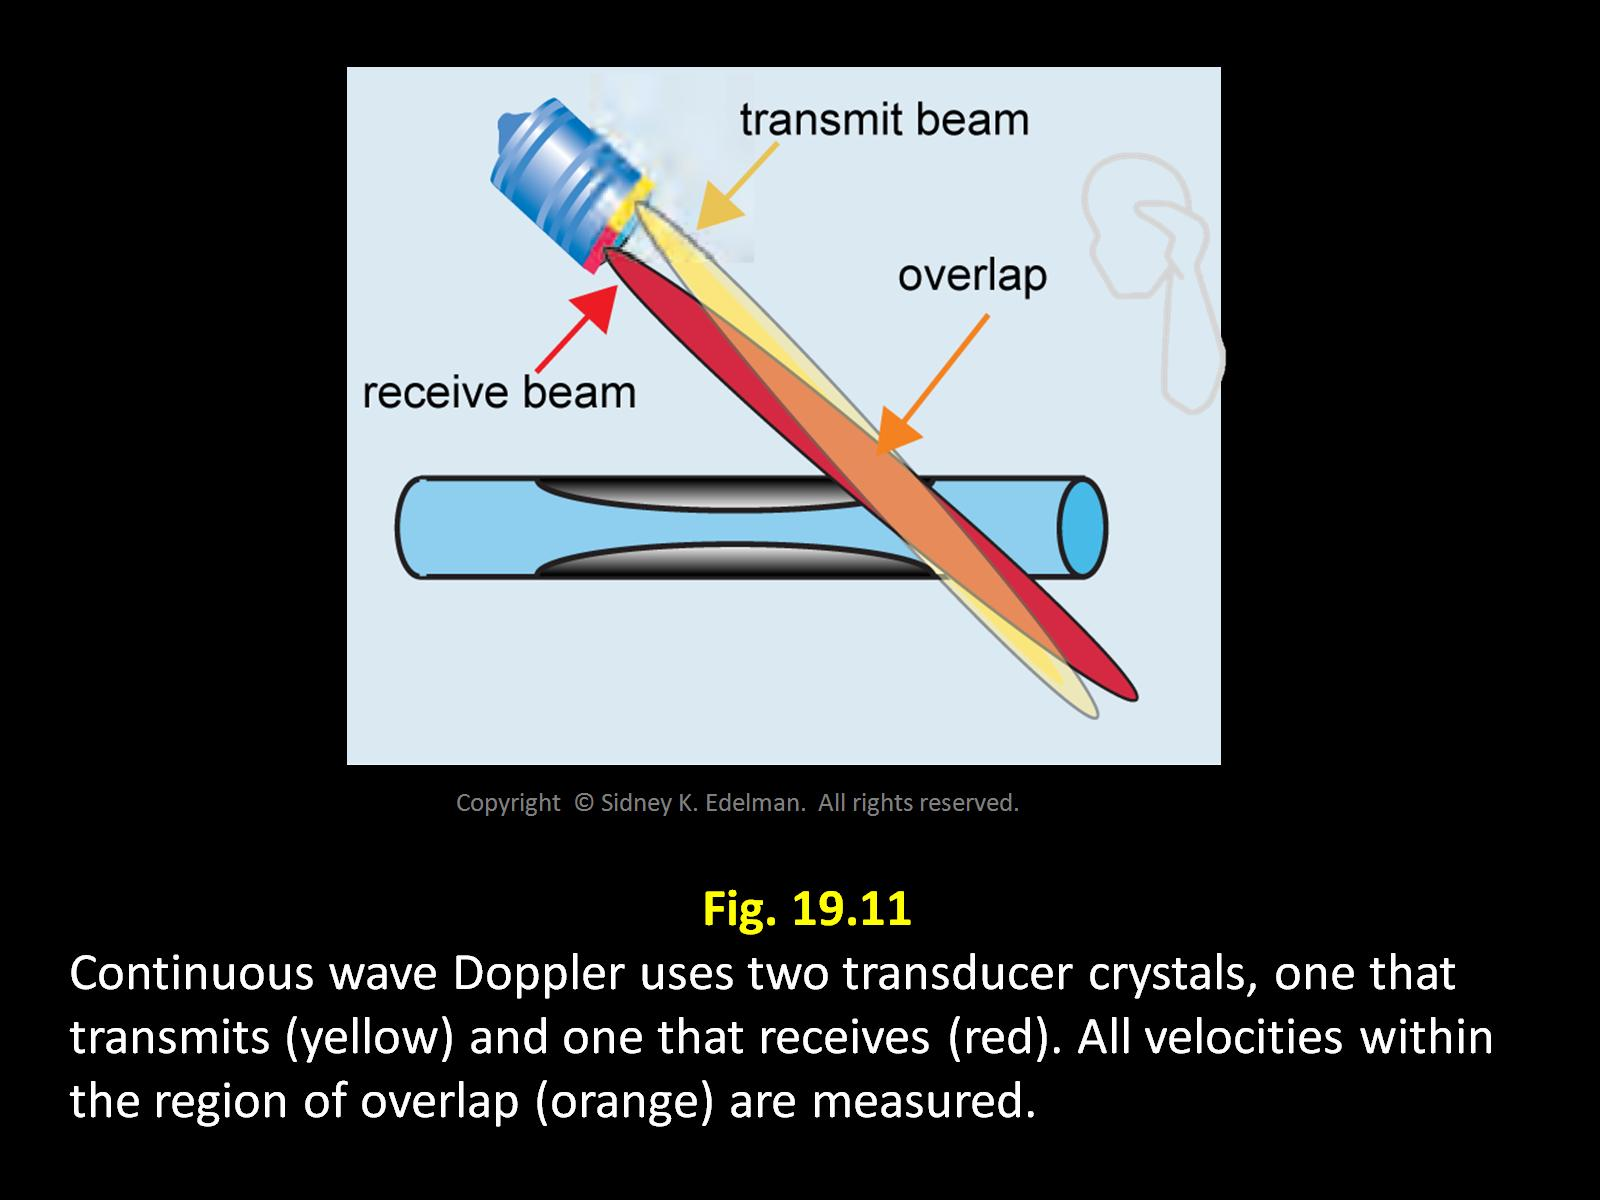 transmit beam
overlap
receive beam
Copyright © Sidney K. Edelman. All rights reserved.
Fig. 19.11
Continuous wave Doppler uses two transducer crystals, one that
transmits (yellow) and one that receives (red). All velocities within
the region of overlap (orange) are measured.